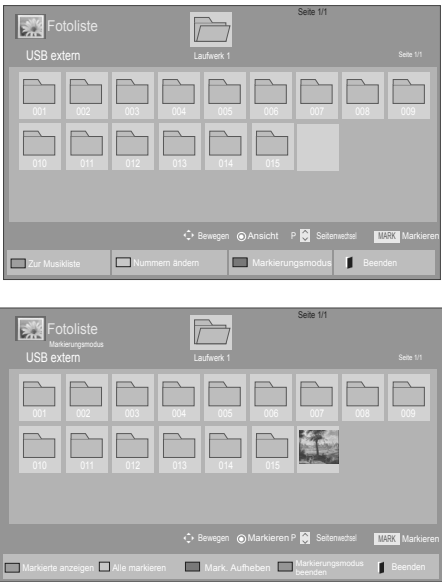 Seite 1/1
Fotoliste
USB extern
Laufwerk 1
Seite 1/1
001 002 003 004 005 006 007 008 009
010 011 012 013 014 015
Bewegen Ansicht P Seitenwechsel MARK Markieren
Zur Musikliste Nummern ändern Markierungsmodus Beenden
Seite 1/1
Fotoliste
Markierungsmodus
USB extern
Laufwerk 1
Seite 1/1
001 002 003 004 005 006 007 008 009
010 011 012 013 014 015
Bewegen Markieren P Seitenwechsel MARK Markieren
Markierte anzeigen Alle markieren Mark. Aufheben Markierungsmodus beenden Beenden